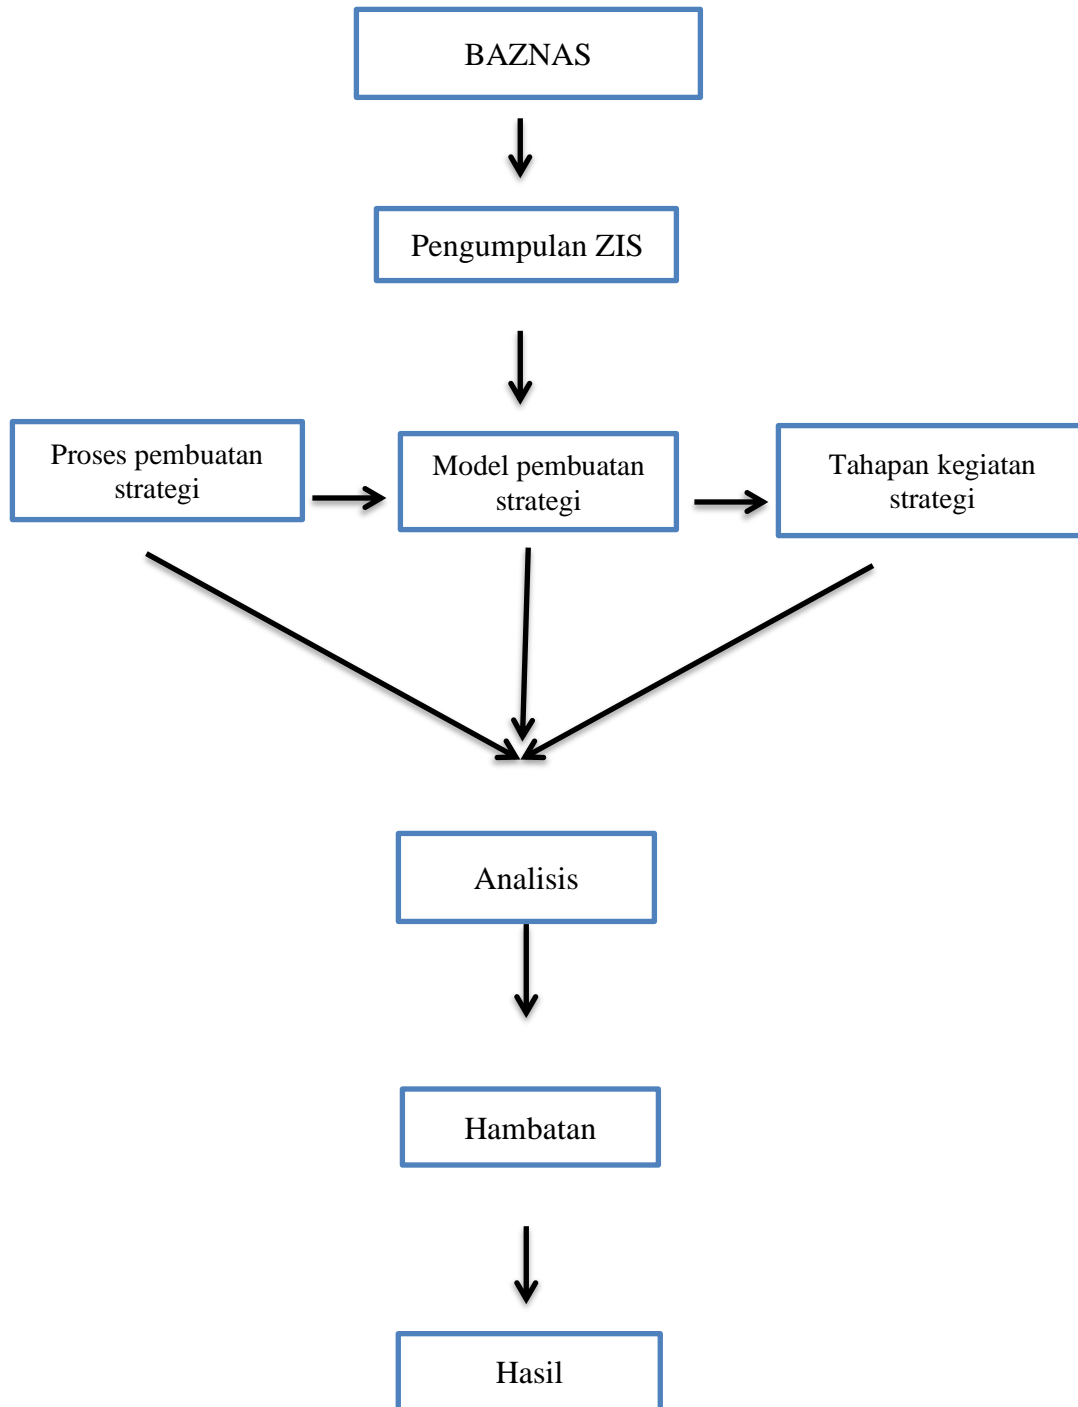 BAZNAS
Pengumpulan ZIS
Proses pembuatan
strategi
Model pembuatan
strategi
Tahapan kegiatan
strategi
Analisis
Hambatan
Hasil